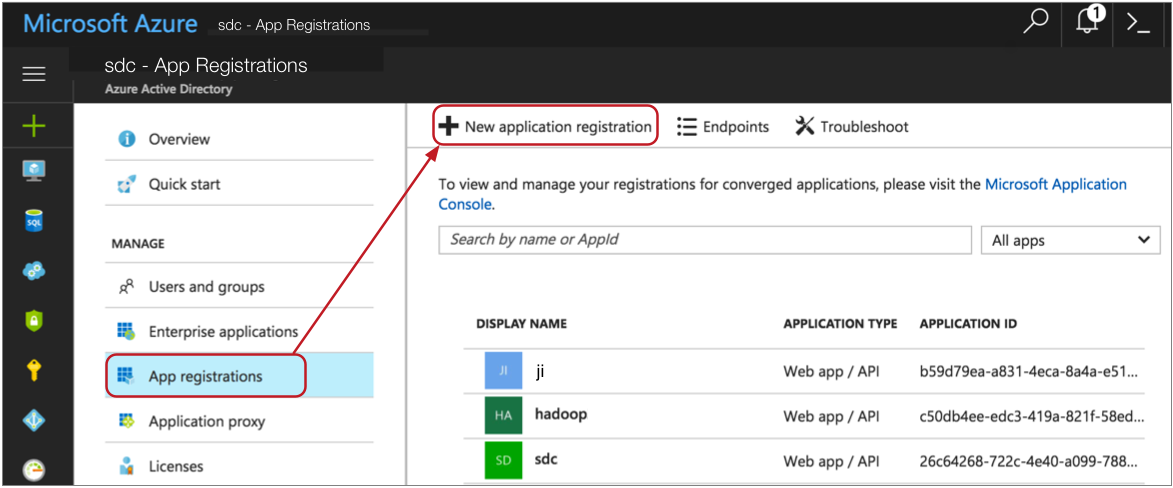 Microsoft Azure sdc - App Registrations
1
sdc - App Registrations
Azure Active Directory
Overview
Quick start
MANAGE
Users and groups
Enterprise applications
App registrations
Application proxy
Licenses
SQL
New application registration Endpoints Troubleshoot
To view and manage your registrations for converged applications, please visit the Microsoft Application
Console.
Search by name or AppId All apps
DISPLAY NAME APPLICATION TYPE APPLICATION ID
JI ji Web app / API b59d79ea-a831-4eca-8a4a-e51...
HA hadoop Web app / API c50db4ee-edc3-419a-821f-58ed...
SD sdc Web app / API 26c64268-722c-4e40-a099-788...